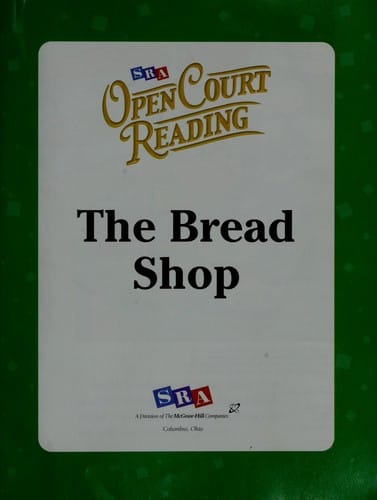 SRA
OPEN COURT
READING
The Bread
Shop
SRA
A Division of The McGraw-Hill Companies
Columbus, Ohio